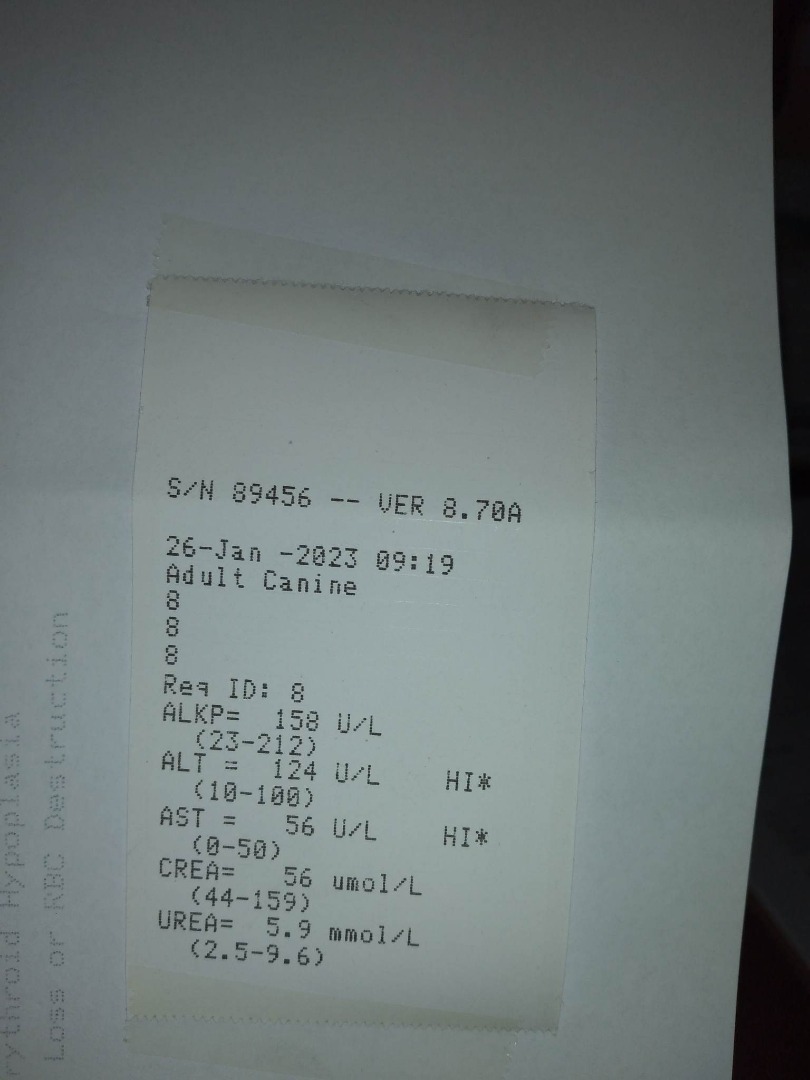 S/N 89456 -- VER 8.70A
26-Jan -2023 09:19
Adult Canine
8
8
8
Req ID: 8
ALKP= 158 U/L
(23-212)
ALT = 124 U/L HI*
(10-100)
AST = 56 U/L HI*
(0-50)
CREA= 56 umol/L
(44-159)
UREA= 5.9 mmol/L
(2.5-9.6)
rythroid Hypoplasia
Loss or RBC Destruction